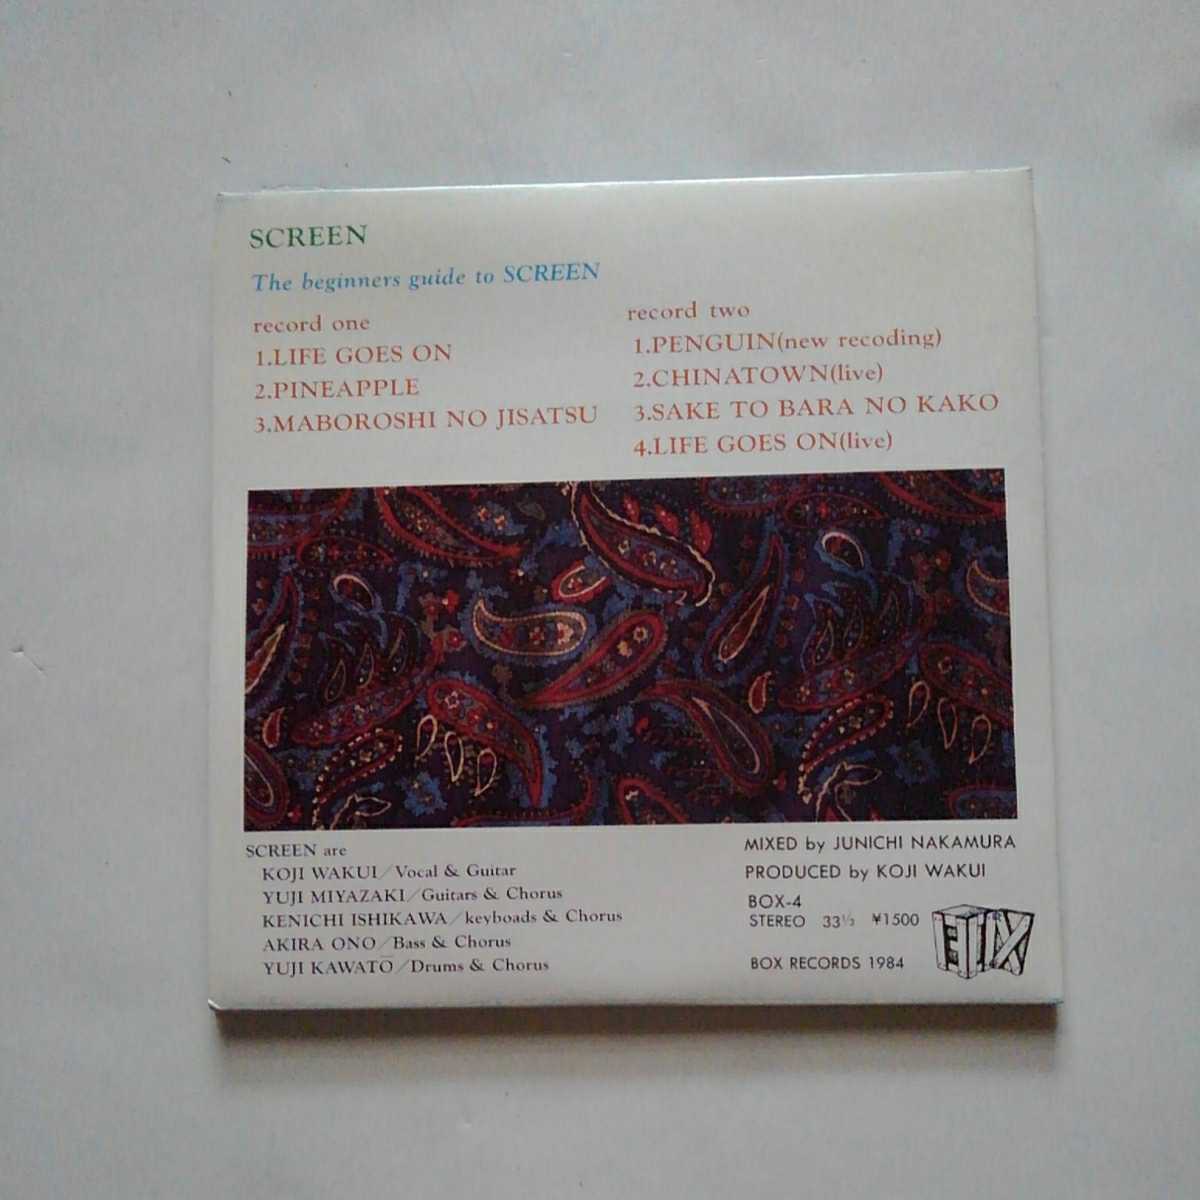 SCREEN
The beginners guide to SCREEN
record one
1.LIFE GOES ON
2.PINEAPPLE
3.MABOROSHI NO JISATSU
record two
1.PENGUIN(new recoding)
2.CHINATOWN(live)
3.SAKE TO BARA NO KAKO
4.LIFE GOES ON(live)
SCREEN are
KOJI WAKUI/Vocal & Guitar
YUJI MIYAZAKI/Guitars & Chorus
KENICHI ISHIKAWA/keyboads & Chorus
AKIRA ONO/Bass & Chorus
YUJI KAWATŌ/Drums & Chorus
MIXED by JUNICHI NAKAMURA
PRODUCED by KOJI WAKUI
BOX-4
STEREO 33⅓ ¥1500
BOX RECORDS 1984
BOX